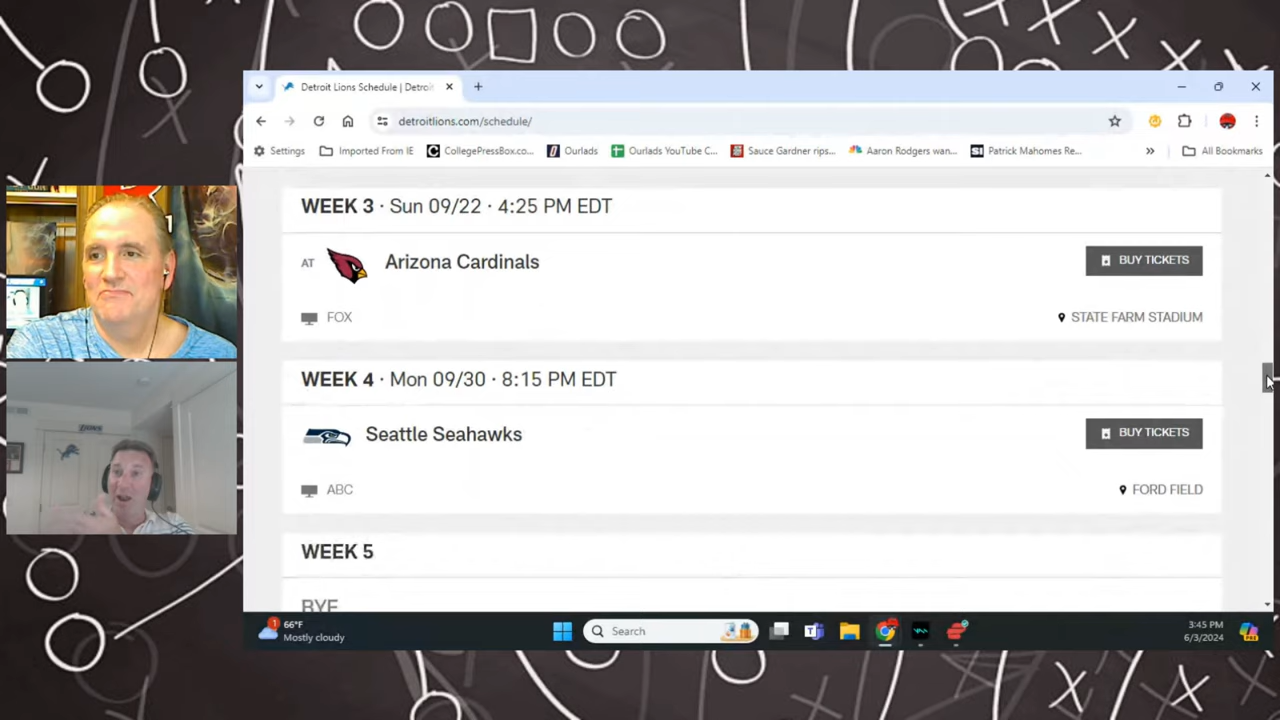 Detroit Lions Schedule | Detroi
detroitlions.com/schedule/
Settings
Imported From IE
CollegePressBox.co...
Ourlads
Ourlads YouTube C...
Sauce Gardner rips...
Aaron Rodgers wan...
SI
Patrick Mahomes Re...
All Bookmarks
WEEK 3 · Sun 09/22 · 4:25 PM EDT
AT
Arizona Cardinals
BUY TICKETS
FOX
STATE FARM STADIUM
WEEK 4 · Mon 09/30 · 8:15 PM EDT
Seattle Seahawks
BUY TICKETS
ABC
FORD FIELD
WEEK 5
BYE
1
66°F
Mostly cloudy
Search
3:45 PM
6/3/2024